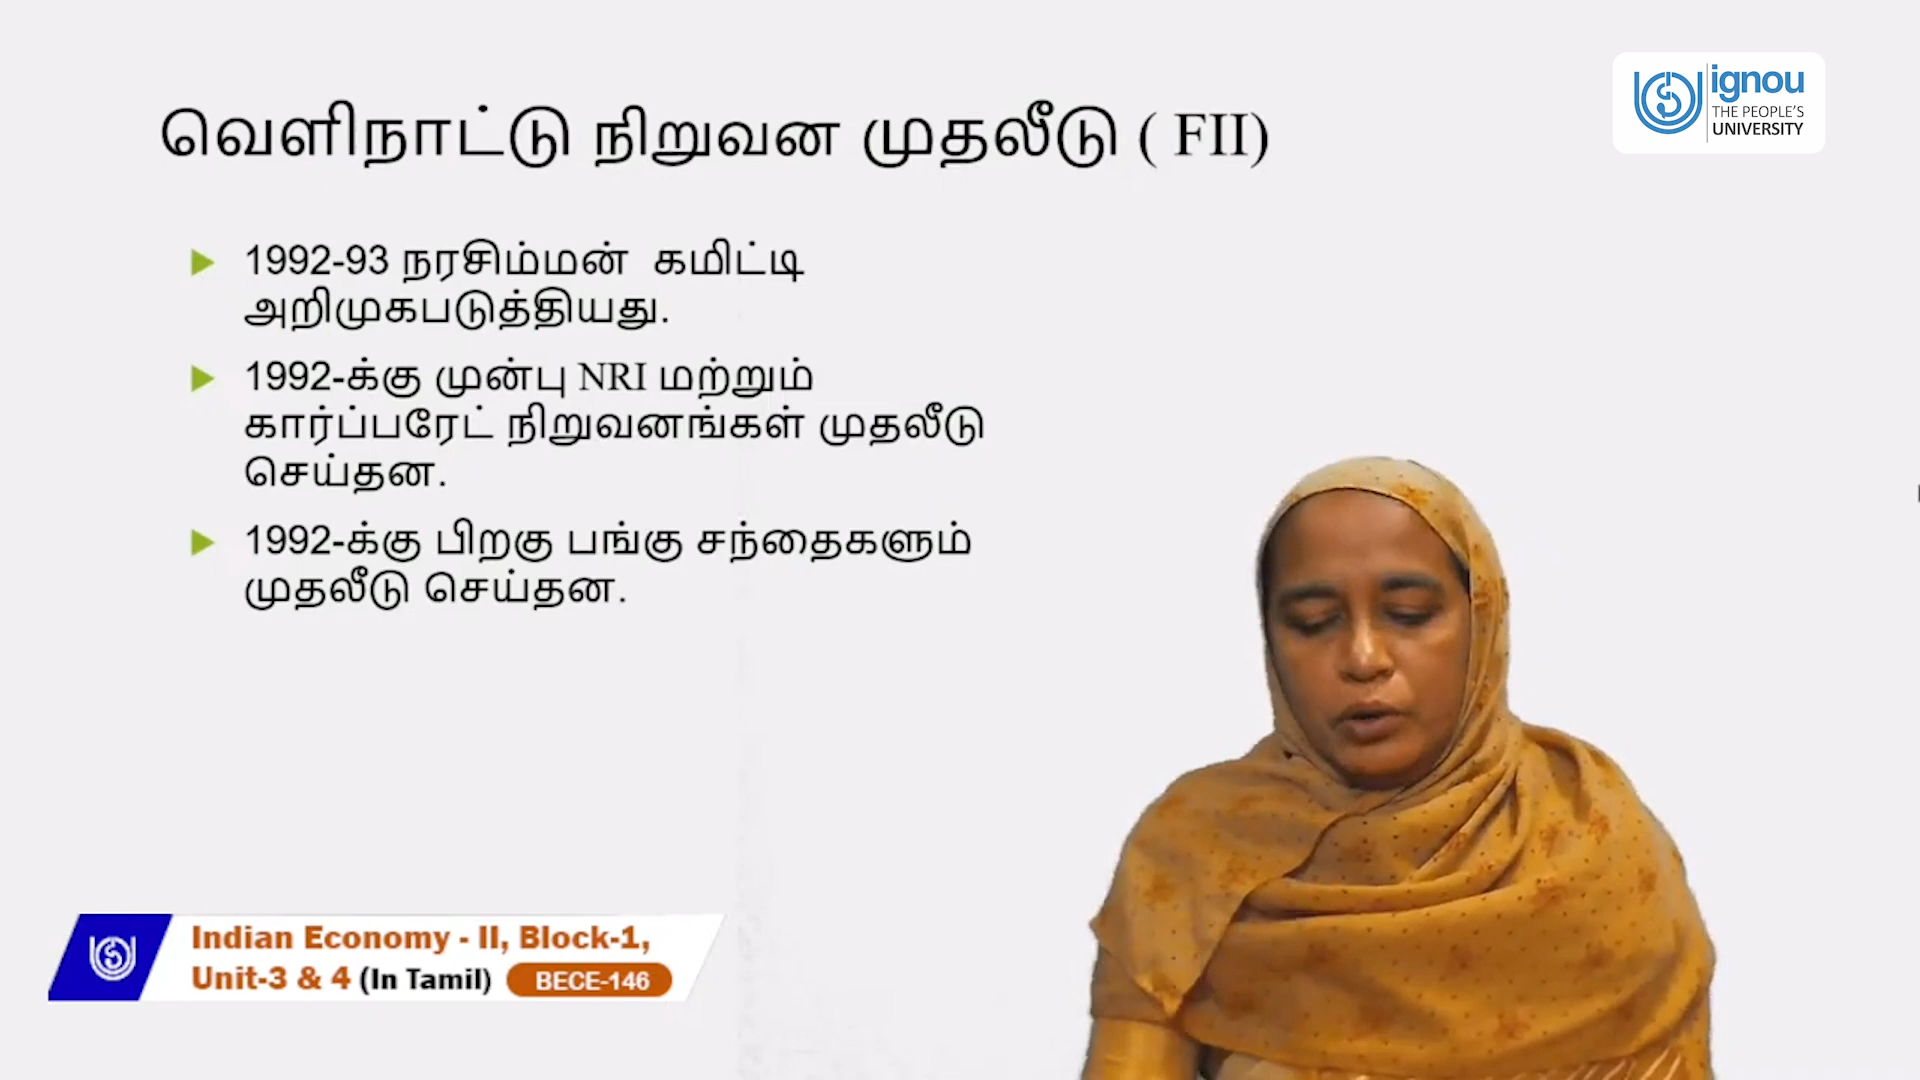 வெளிநாட்டு நிறுவன முதலீடு ( FII)
ignou
THE PEOPLE'S
UNIVERSITY
1992-93 நரசிம்மன் கமிட்டி
அறிமுகபடுத்தியது.
1992-க்கு முன்பு NRI மற்றும்
கார்ப்பரேட் நிறுவனங்கள் முதலீடு
செய்தன.
1992-க்கு பிறகு பங்கு சந்தைகளும்
முதலீடு செய்தன.
Indian Economy - II, Block-1,
Unit-3 & 4 (In Tamil) BECE-146